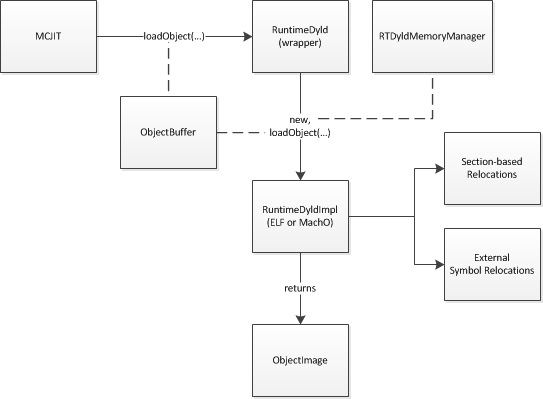 MCJIT
loadObject(...)
RuntimeDyld
(wrapper)
RTDyldMemoryManager
ObjectBuffer
new,
loadObject(...)
Section-based
Relocations
RuntimeDyldImpl
(ELF or MachO)
External
Symbol Relocations
returns
ObjectImage